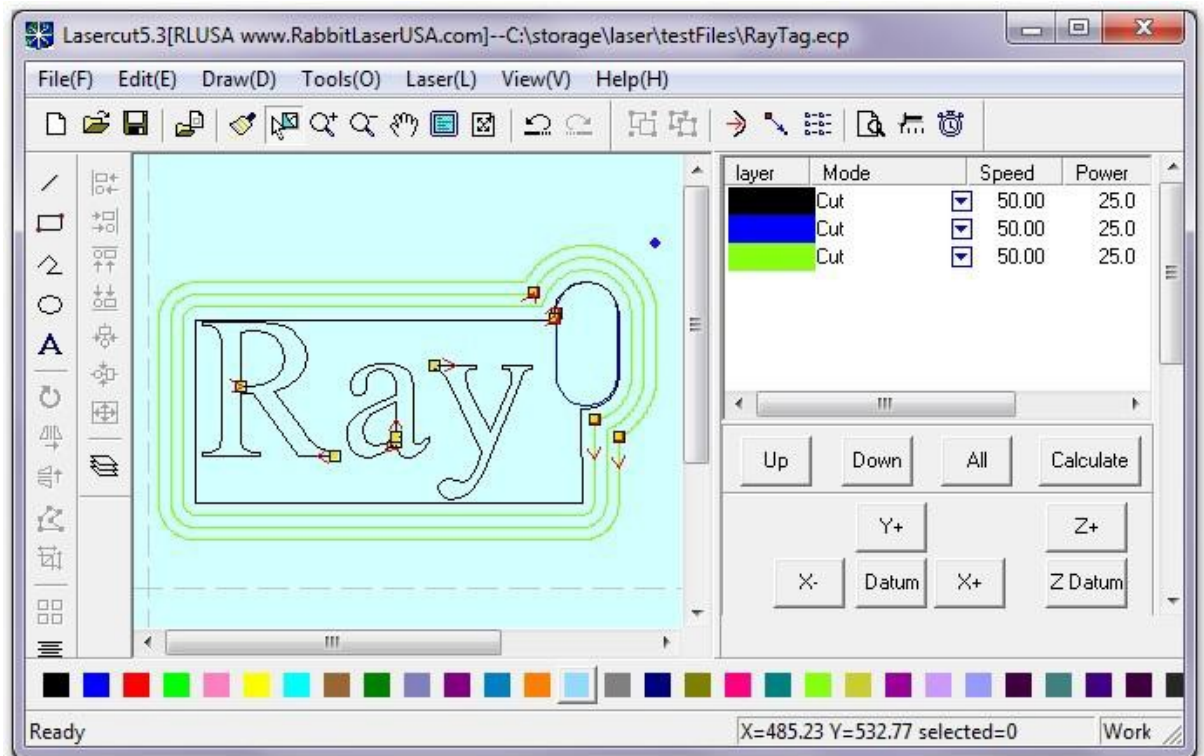 Lasercut5.3[RLUSA www.RabbitLaserUSA.com]--C:\storage\laser\testFiles\RayTag.ecp
File(F) Edit(E) Draw(D) Tools(O) Laser(L) View(V) Help(H)
layer Mode Speed Power
Cut 50.00 25.0
Cut 50.00 25.0
Cut 50.00 25.0
Ray
A
Up Down All Calculate
Y+ Z+
X- Datum X+ Z Datum
Ready X=485.23 Y=532.77 selected=0 Work